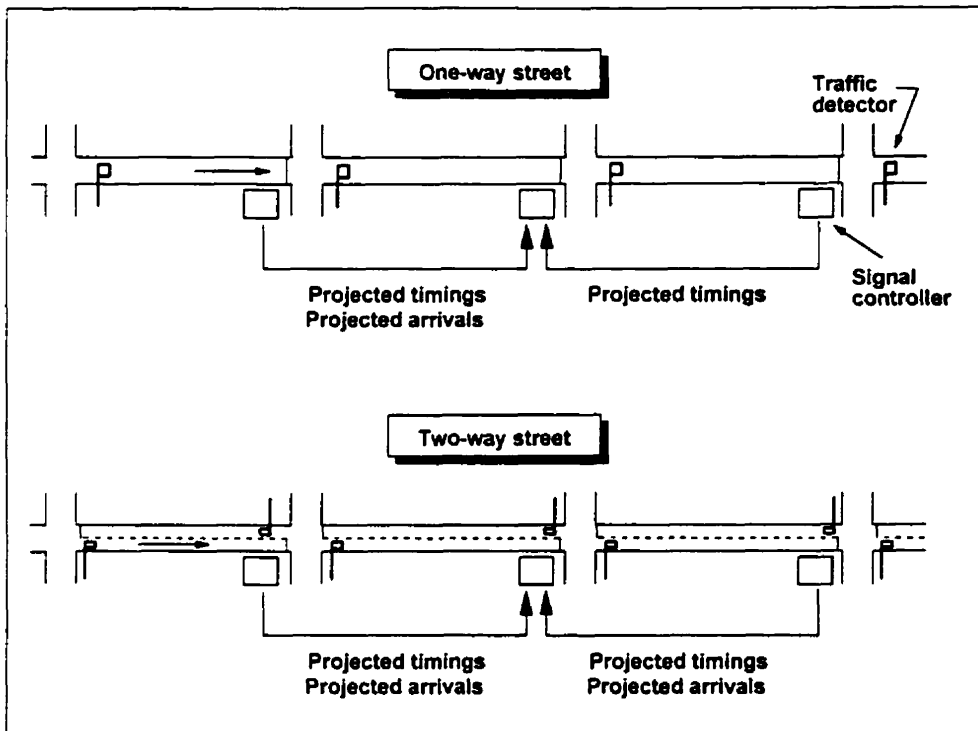 One-way street
Traffic
detector
Projected timings
Projected arrivals
Projected timings
Signal
controller
Two-way street
Projected timings
Projected arrivals
Projected timings
Projected arrivals